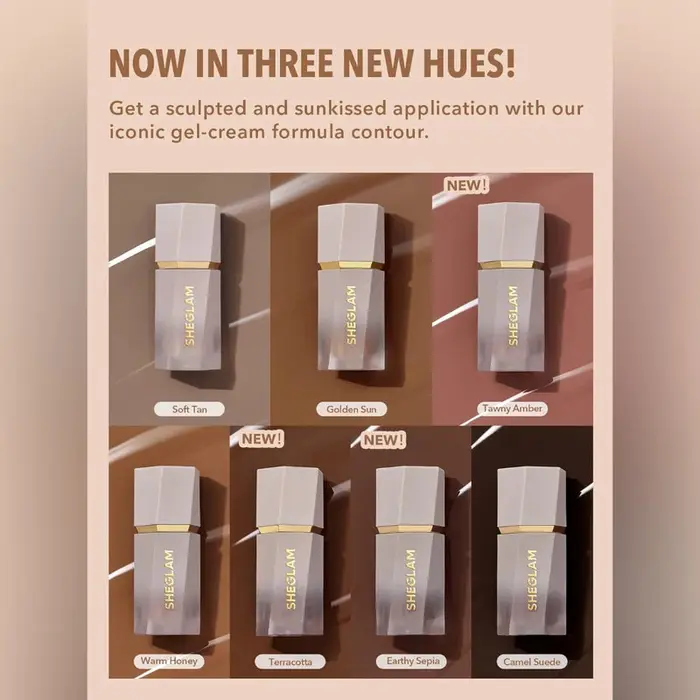 NOW IN THREE NEW HUES!
Get a sculpted and sunkissed application with our
iconic gel-cream formula contour.
NEW!
SHEGLAM
SHEGLAM
SHEGLAM
Soft Tan
Golden Sun
Tawny Amber
NEW!
NEW!
SHEGLAM
SHEGLAM
SHEGLAM
SHEGLAM
Warm Honey
Terracotta
Earthy Sepia
Camel Suede